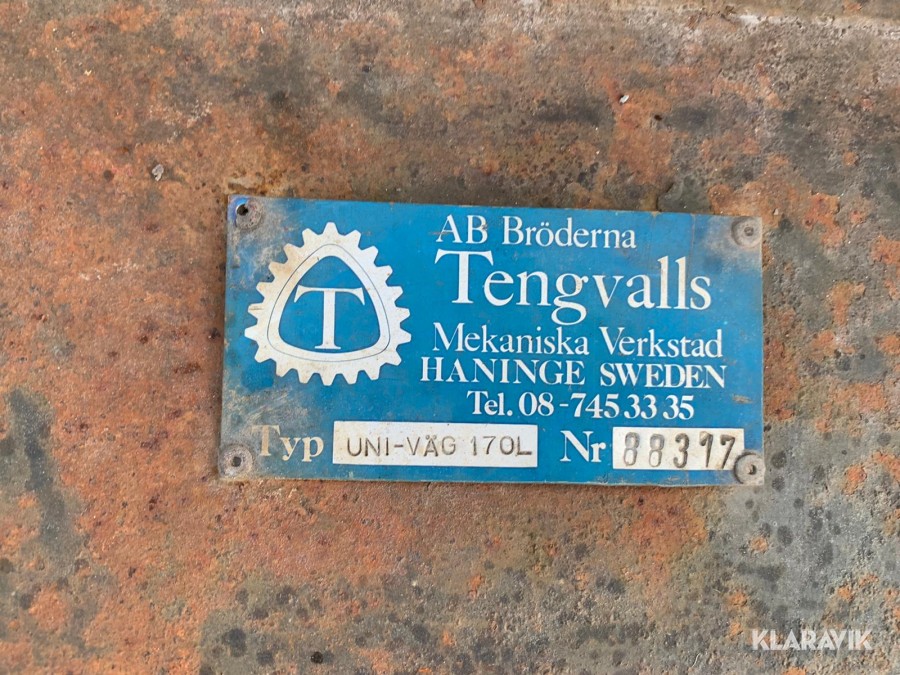 AB Bröderna
Tengvalls
Mekaniska Verkstad
HANINGE SWEDEN
Tel. 08-745 33 35
Typ UNI-VÄG 170L Nr 88317
T
KLARAVIK